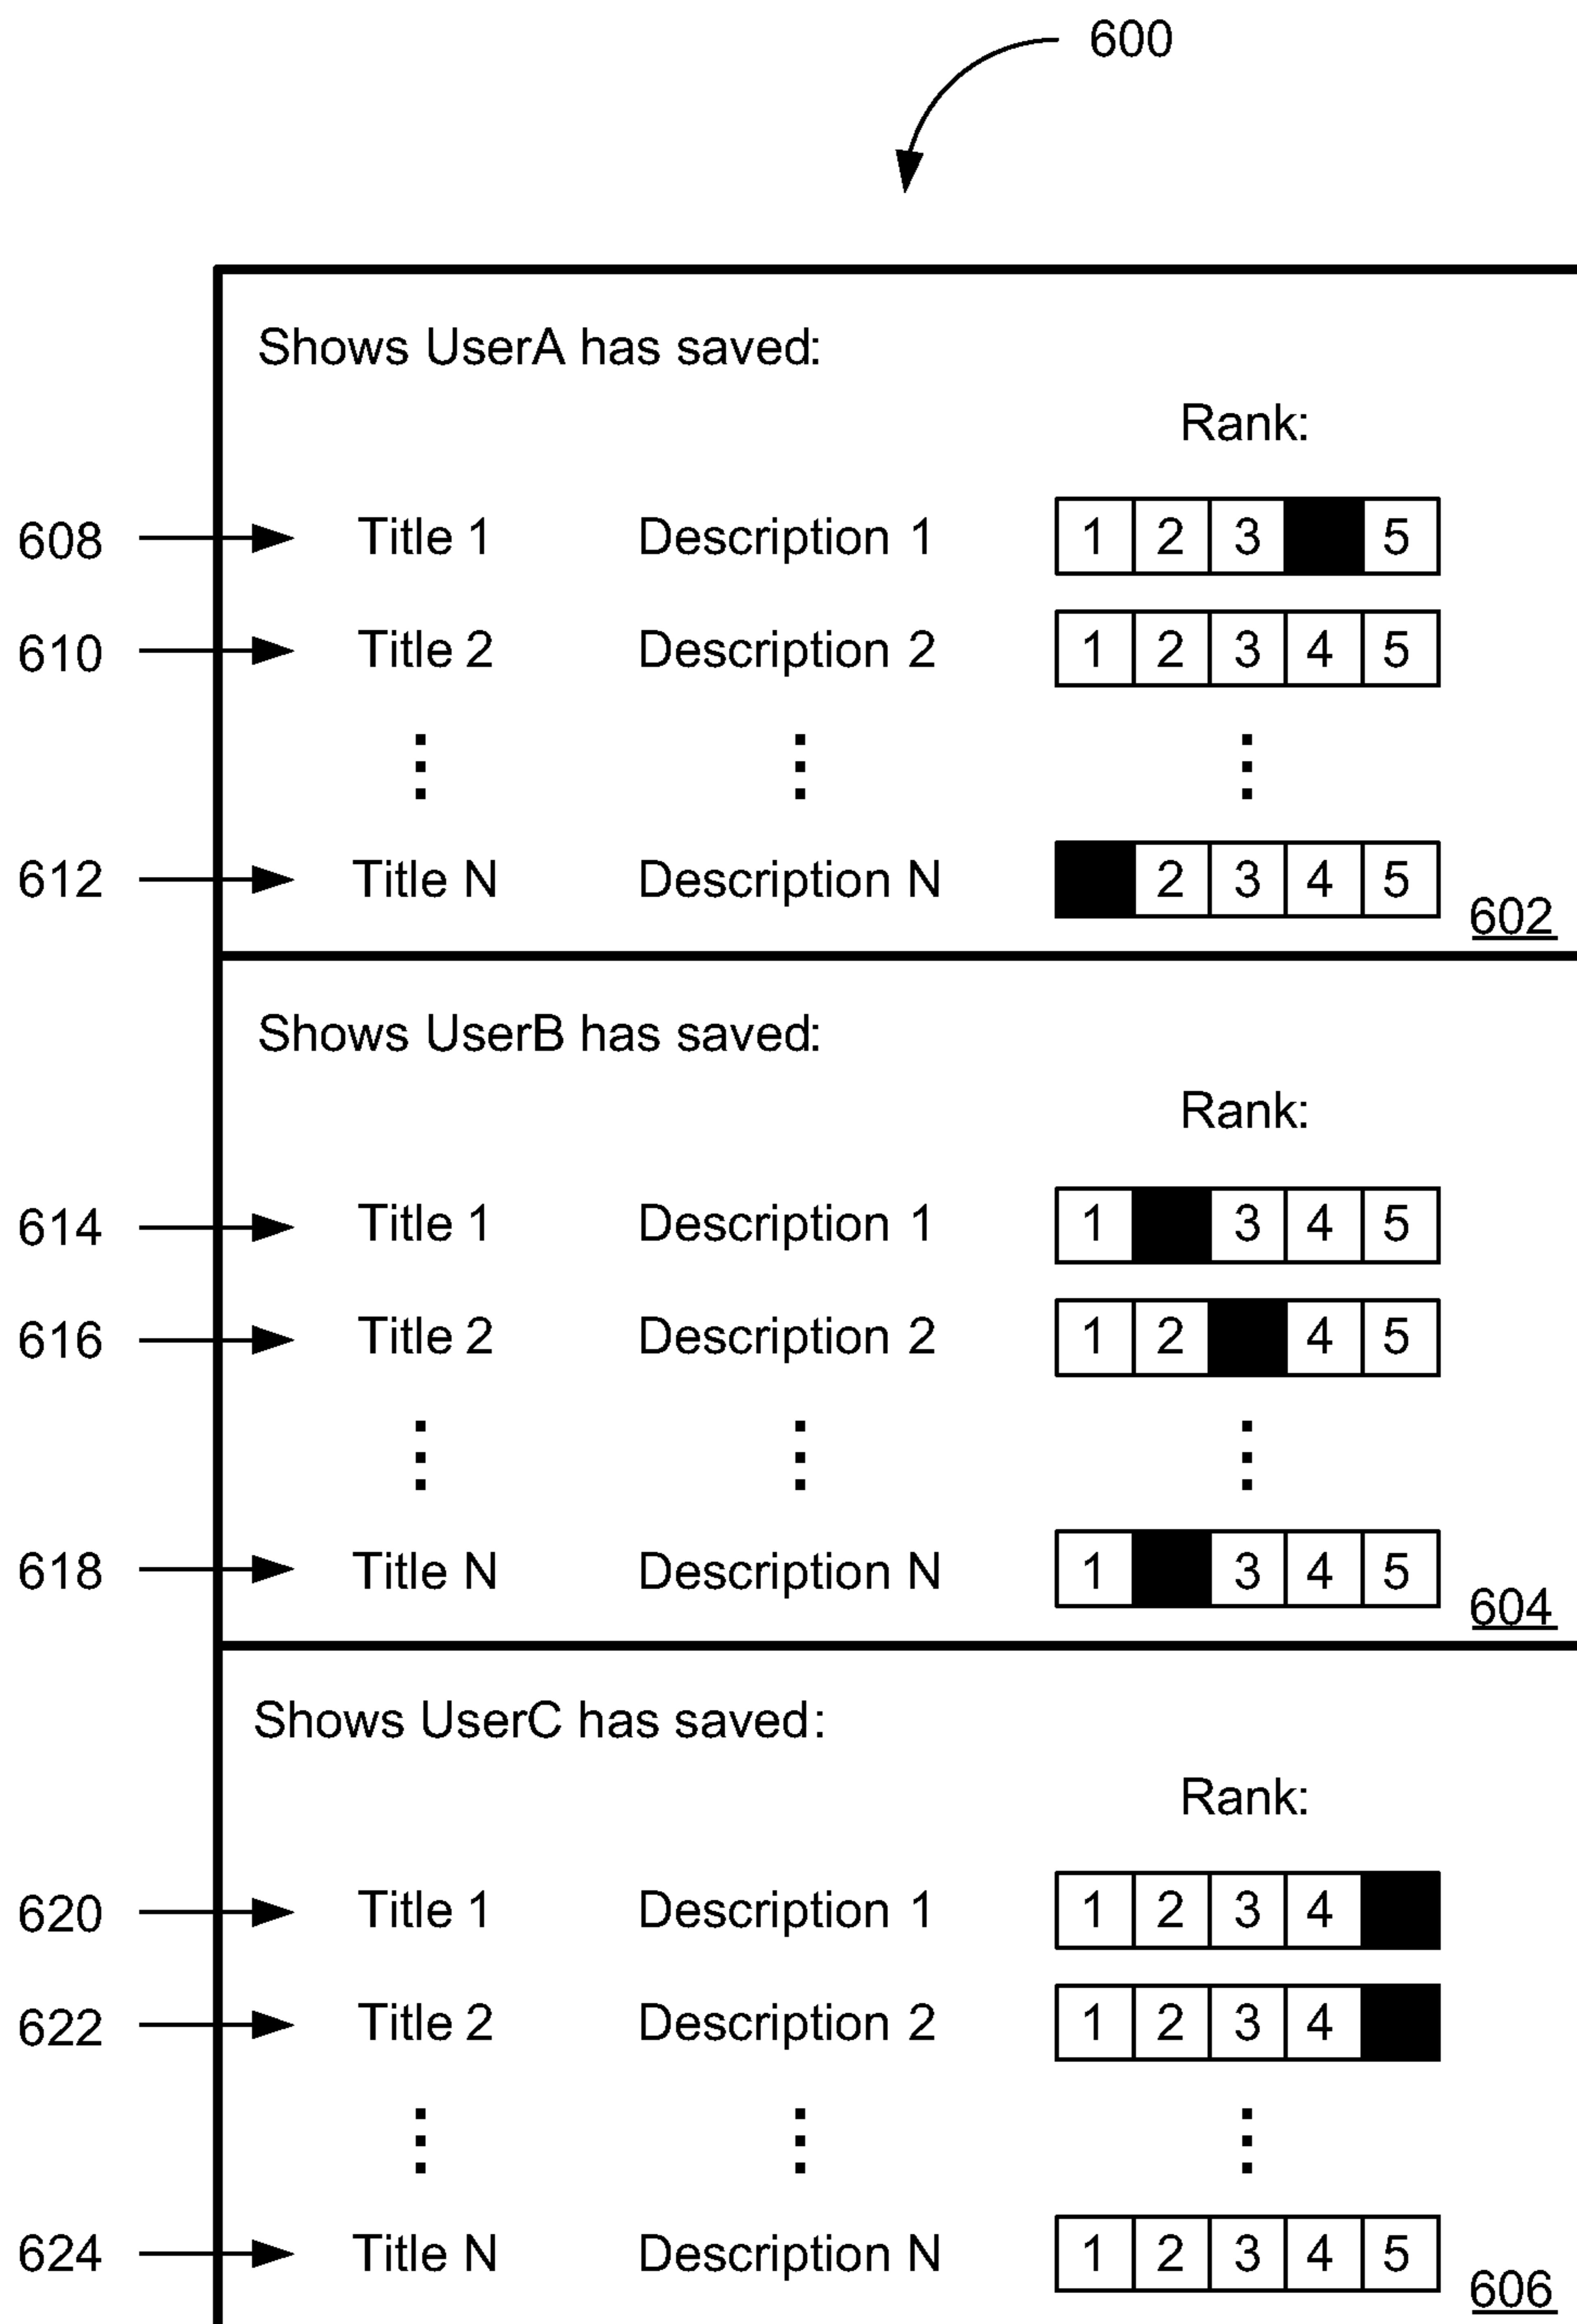 600
Shows UserA has saved:
Rank:
608 Title 1 Description 1 1 2 3 5
610 Title 2 Description 2 1 2 3 4 5
612 Title N Description N 2 3 4 5
602
Shows UserB has saved:
Rank:
614 Title 1 Description 1 1 3 4 5
616 Title 2 Description 2 1 2 4 5
618 Title N Description N 1 3 4 5
604
Shows UserC has saved:
Rank:
620 Title 1 Description 1 1 2 3 4
622 Title 2 Description 2 1 2 3 4
624 Title N Description N 1 2 3 4 5
606